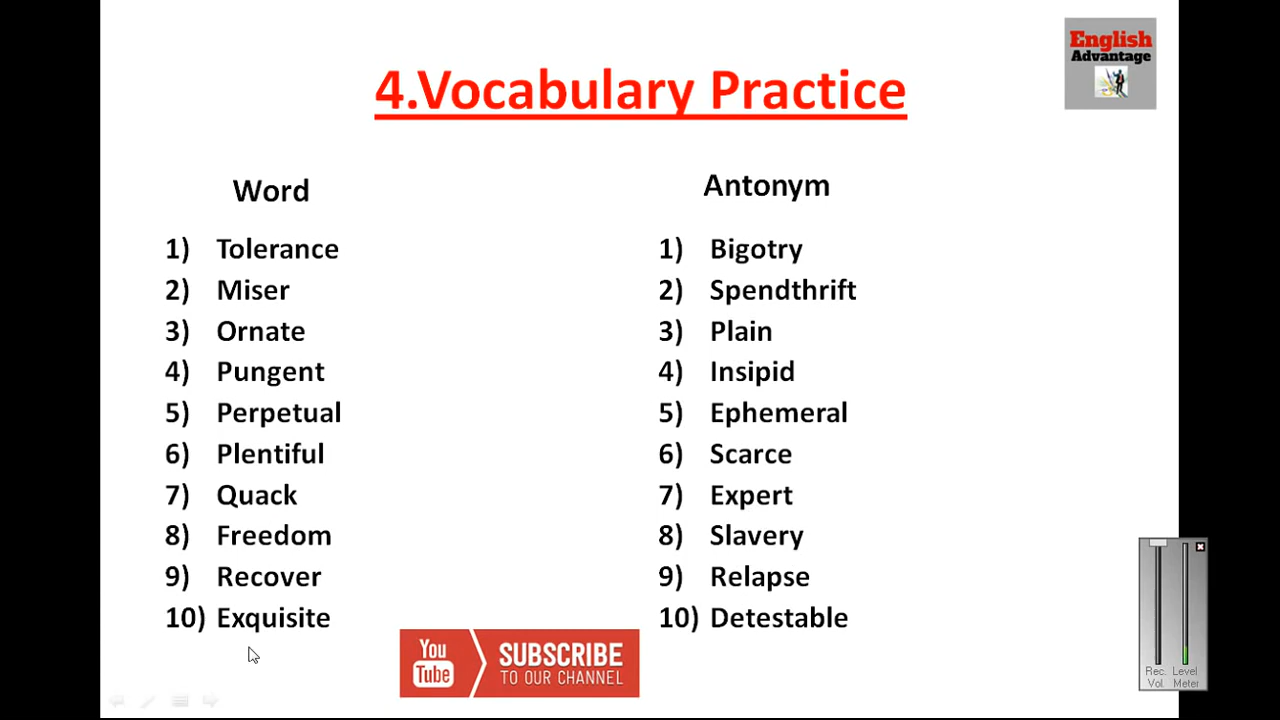 English
Advantage
4.Vocabulary Practice
Word
1) Tolerance
2) Miser
3) Ornate
4) Pungent
5) Perpetual
6) Plentiful
7) Quack
8) Freedom
9) Recover
10) Exquisite
Antonym
1) Bigotry
2) Spendthrift
3) Plain
4) Insipid
5) Ephemeral
6) Scarce
7) Expert
8) Slavery
9) Relapse
10) Detestable
You
Tube
SUBSCRIBE
TO OUR CHANNEL
Rec. Level
Vol Meter